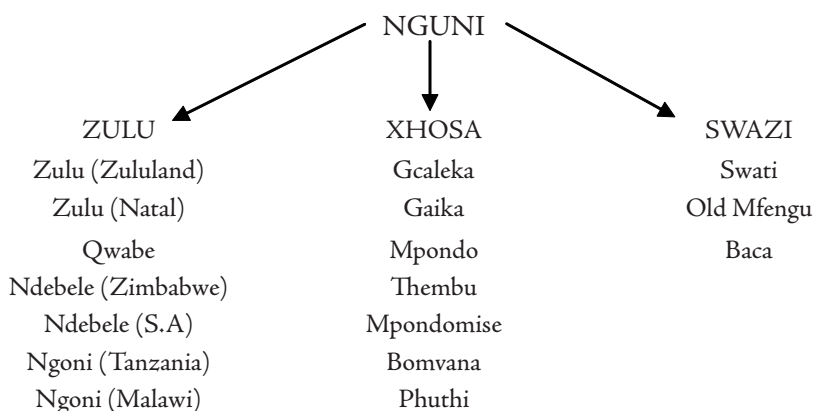 NGUNI
ZULU XHOSA SWAZI
Zulu (Zululand) Gcaleka Swati
Zulu (Natal) Gaika Old Mfengu
Qwabe Mpondo Baca
Ndebele (Zimbabwe) Thembu
Ndebele (S.A) Mpondomise
Ngoni (Tanzania) Bomvana
Ngoni (Malawi) Phuthi